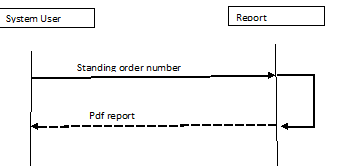 System User
Report
Standing order number
Pdf report